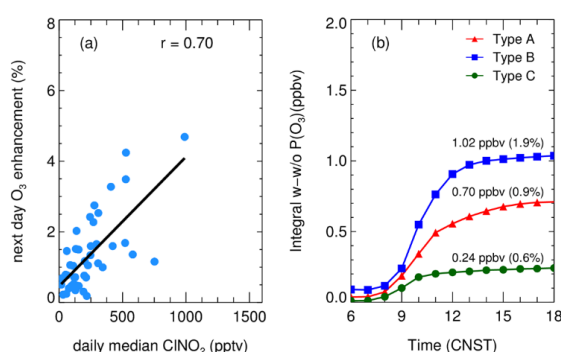 (a)
r = 0.70
next day O3 enhancement (%)
8
6
4
2
0
0 500 1000 1500
daily median ClNO2 (pptv)
(b)
Type A
Type B
Type C
Integral w−w/o P(O3)(ppbv)
2.0
1.5
1.0
0.5
0.0
1.02 ppbv (1.9%)
0.70 ppbv (0.9%)
0.24 ppbv (0.6%)
6 9 12 15 18
Time (CNST)